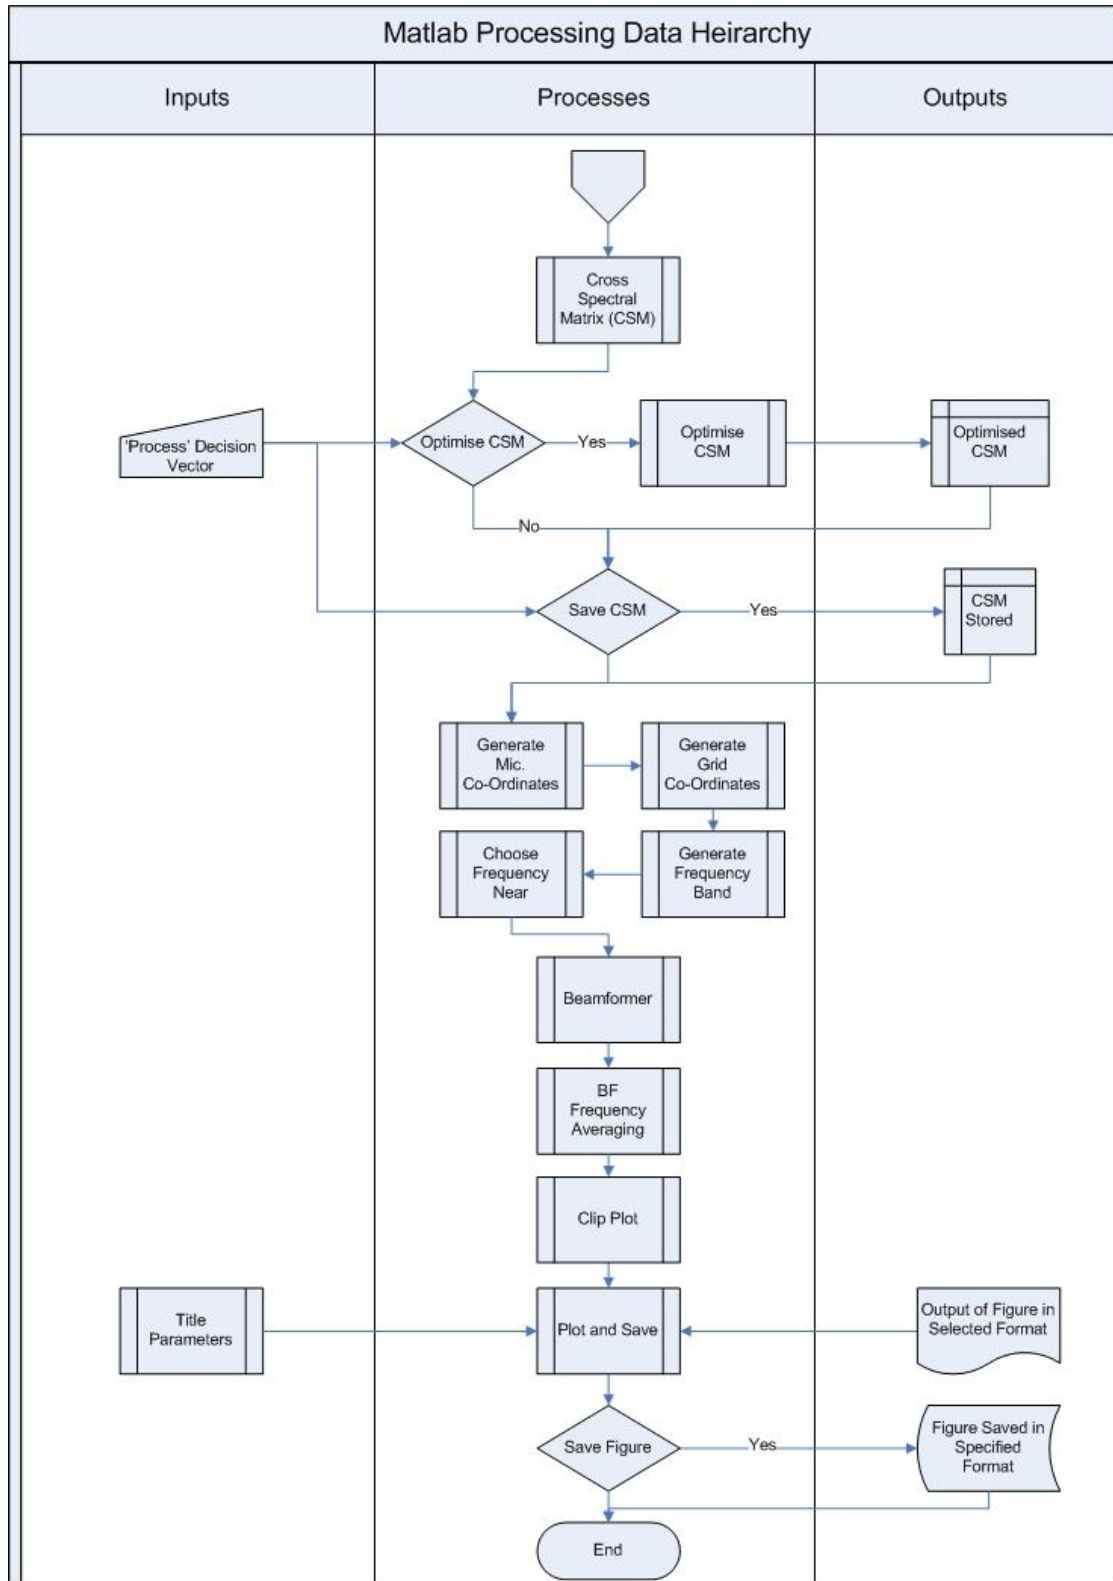 Matlab Processing Data Heirarchy
Inputs
Processes
Outputs
Cross
Spectral
Matrix (CSM)
'Process' Decision
Vector
Optimise CSM
Yes
Optimise
CSM
Optimised
CSM
No
Save CSM
Yes
CSM
Stored
Generate
Mic.
Co-Ordinates
Generate
Grid
Co-Ordinates
Choose
Frequency
Near
Generate
Frequency
Band
Beamformer
BF
Frequency
Averaging
Clip Plot
Title
Parameters
Plot and Save
Output of Figure in
Selected Format
Save Figure
Yes
Figure Saved in
Specified
Format
End